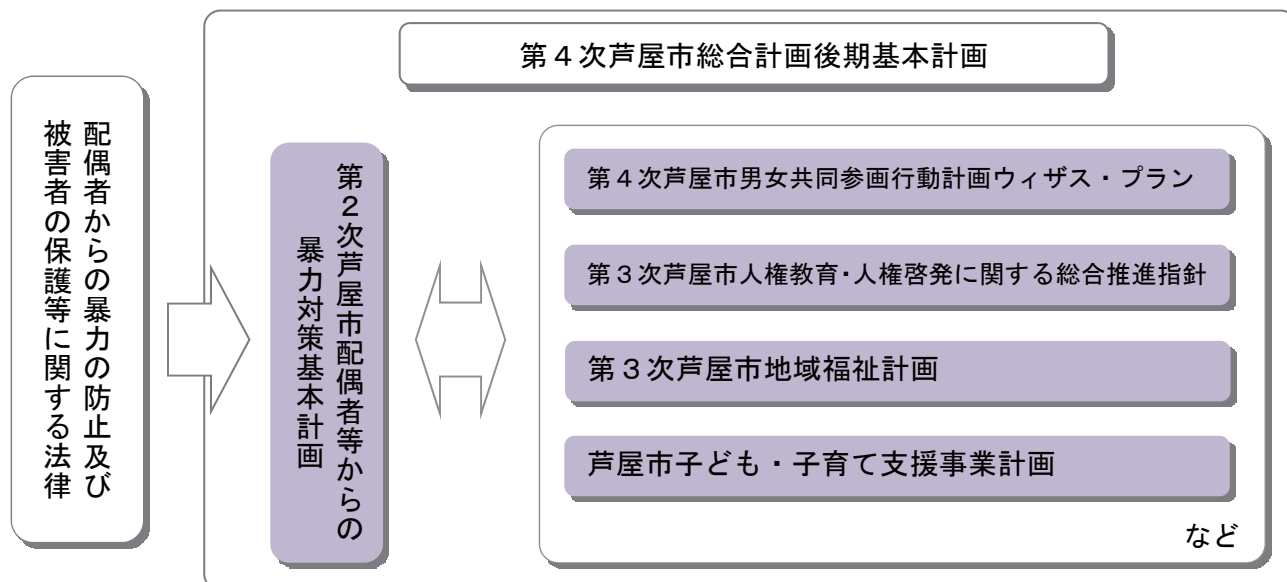 第４次芦屋市総合計画後期基本計画
配偶者からの暴力の防止及び
被害者の保護等に関する法律
第２次芦屋市配偶者等からの
暴力対策基本計画
第４次芦屋市男女共同参画行動計画ウィザス・プラン
第３次芦屋市人権教育・人権啓発に関する総合推進指針
第３次芦屋市地域福祉計画
芦屋市子ども・子育て支援事業計画
など